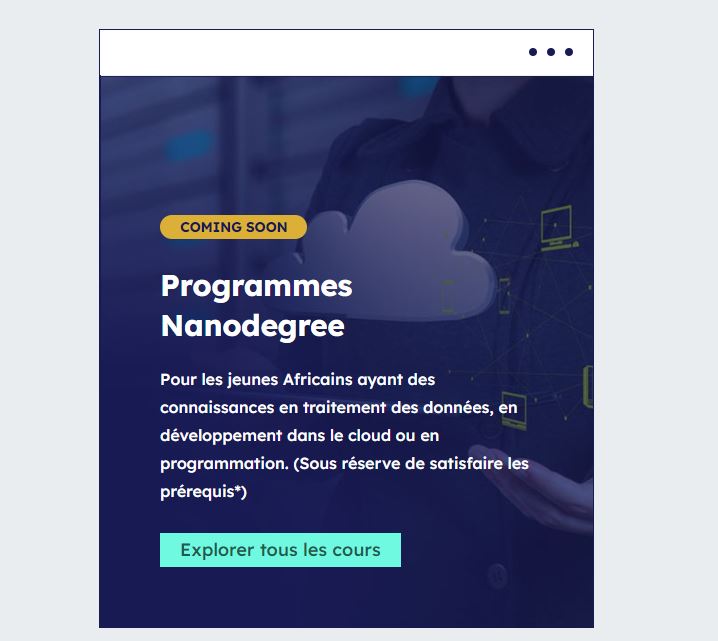 COMING SOON
Programmes
Nanodegree
Pour les jeunes Africains ayant des
connaissances en traitement des données, en
développement dans le cloud ou en
programmation. (Sous réserve de satisfaire les
prérequis*)
Explorer tous les cours